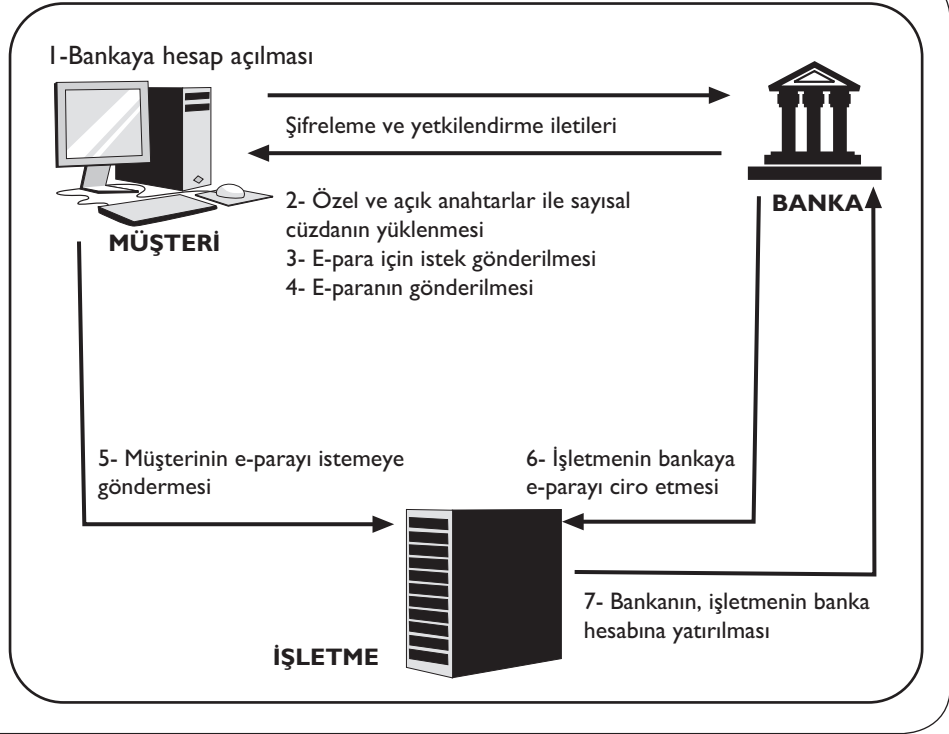 1-Bankaya hesap açılması
Şifreleme ve yetkilendirme iletileri
2- Özel ve açık anahtarlar ile sayısal
cüzdanın yüklenmesi
3- E-para için istek gönderilmesi
4- E-paranın gönderilmesi
MÜŞTERİ
BANKA
5- Müşterinin e-parayı istemeye
göndermesi
6- İşletmenin bankaya
e-parayı ciro etmesi
7- Bankanın, işletmenin banka
hesabına yatırılması
İŞLETME